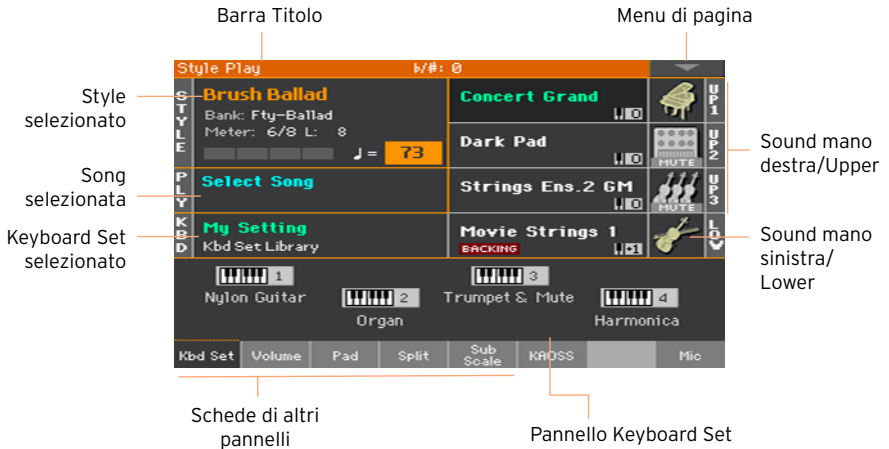 Barra Titolo
Menu di pagina
Style Play ♭/#: 0
Style
selezionato
STYLE
Brush Ballad
Bank: Fty-Ballad
Meter: 6/8 L: 8
♩= 73
Concert Grand
UP1
Dark Pad
MUTE
UP2
Sound mano
destra/Upper
Song
selezionata
PLY
Select Song
Strings Ens.2 GM
MUTE
UP3
Keyboard Set
selezionato
KBD
My Setting
Kbd Set Library
Movie Strings 1
BACKING
+1
LOW
Sound mano
sinistra/
Lower
1
Nylon Guitar
2
Organ
3
Trumpet & Mute
4
Harmonica
Kbd Set Volume Pad Split Sub Scale KAOSS Mic
Schede di altri
pannelli
Pannello Keyboard Set